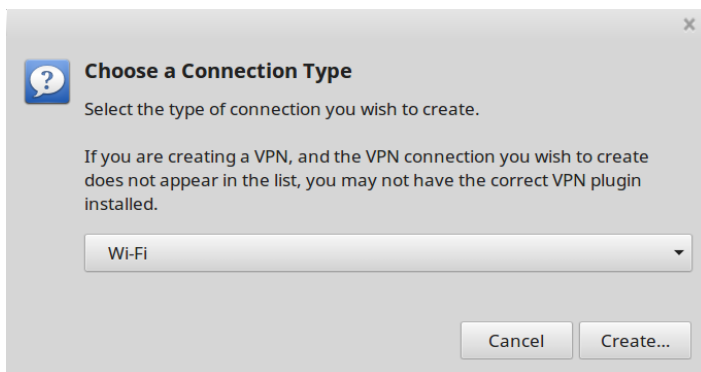 Choose a Connection Type
Select the type of connection you wish to create.
If you are creating a VPN, and the VPN connection you wish to create
does not appear in the list, you may not have the correct VPN plugin
installed.
Wi-Fi
Cancel
Create...